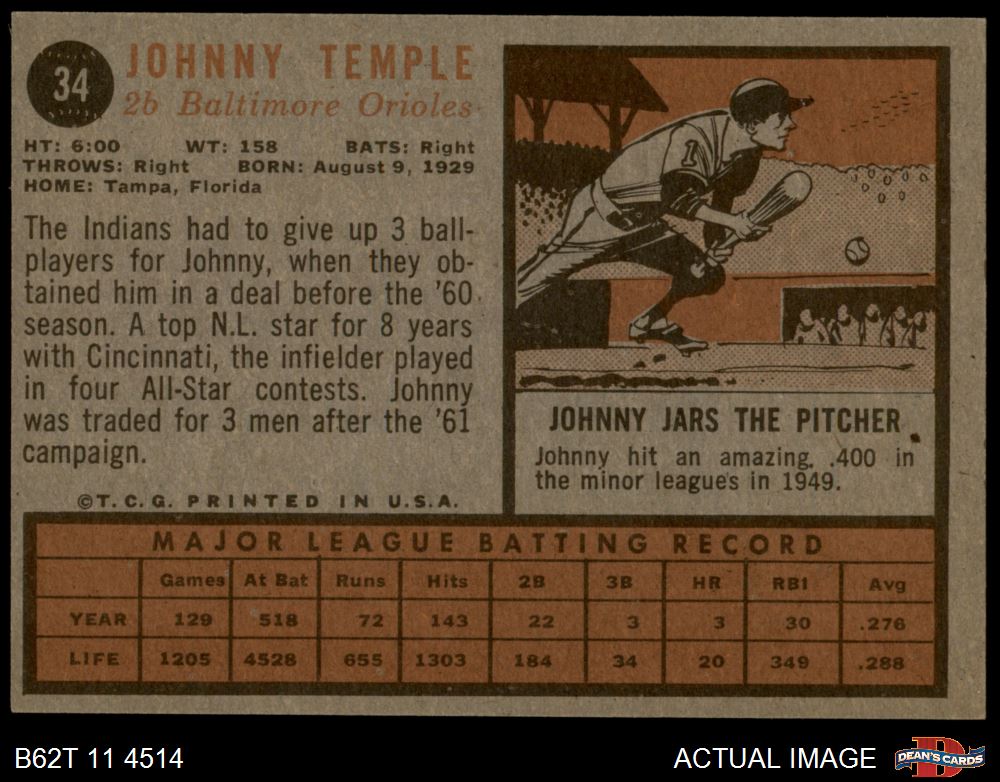 34
JOHNNY TEMPLE
2b Baltimore Orioles
HT: 6:00 WT: 158 BATS: Right
THROWS: Right BORN: August 9, 1929
HOME: Tampa, Florida
The Indians had to give up 3 ball-
players for Johnny, when they ob-
tained him in a deal before the '60
season. A top N.L. star for 8 years
with Cincinnati, the infielder played
in four All-Star contests. Johnny
was traded for 3 men after the '61
campaign.
©T.C.G. PRINTED IN U.S.A.
1
JOHNNY JARS THE PITCHER
Johnny hit an amazing .400 in
the minor leagues in 1949.
MAJOR LEAGUE BATTING RECORD
Games At Bat Runs Hits 2B 3B HR RBI Avg
YEAR 129 518 72 143 22 3 3 30 .276
LIFE 1205 4528 655 1303 184 34 20 349 .288
B62T 11 4514
ACTUAL IMAGE
D
DEAN'S CARDS